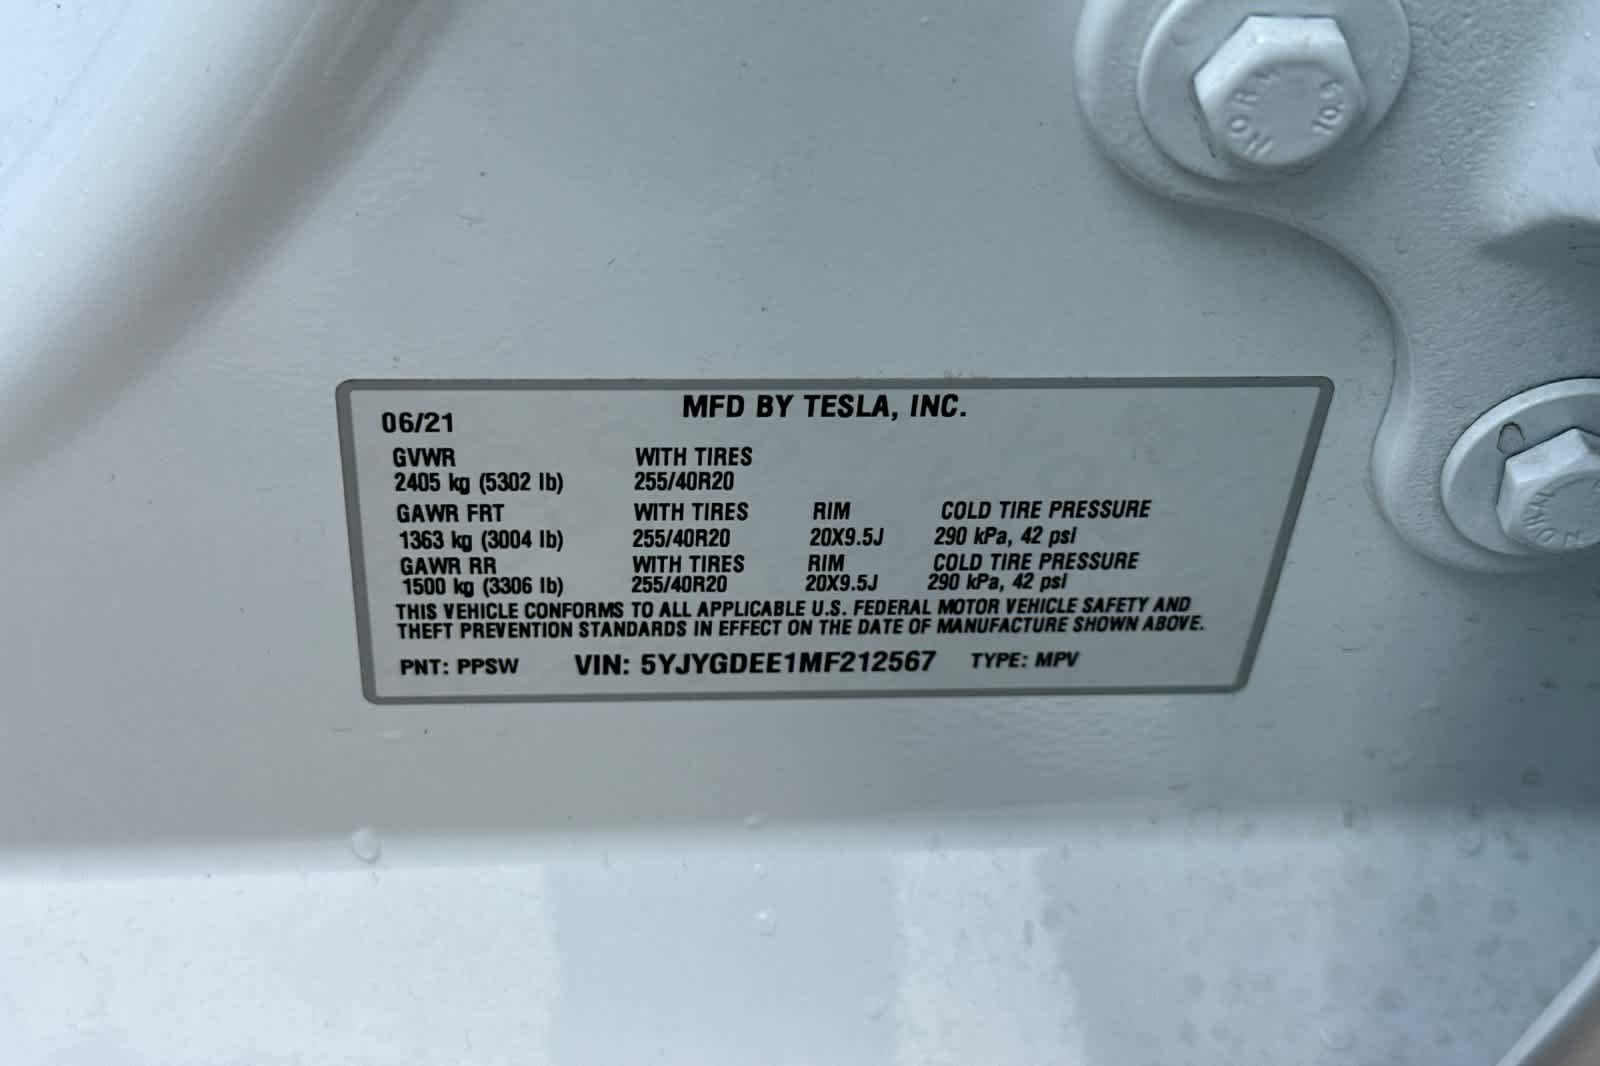 NORM 10.9
06/21 MFD BY TESLA, INC.
GVWR WITH TIRES
2405 kg (5302 lb) 255/40R20
GAWR FRT WITH TIRES RIM COLD TIRE PRESSURE
1363 kg (3004 lb) 255/40R20 20X9.5J 290 kPa, 42 psi
GAWR RR WITH TIRES RIM COLD TIRE PRESSURE
1500 kg (3306 lb) 255/40R20 20X9.5J 290 kPa, 42 psi
THIS VEHICLE CONFORMS TO ALL APPLICABLE U.S. FEDERAL MOTOR VEHICLE SAFETY AND
THEFT PREVENTION STANDARDS IN EFFECT ON THE DATE OF MANUFACTURE SHOWN ABOVE.
PNT: PPSW VIN: 5YJYGDEE1MF212567 TYPE: MPV